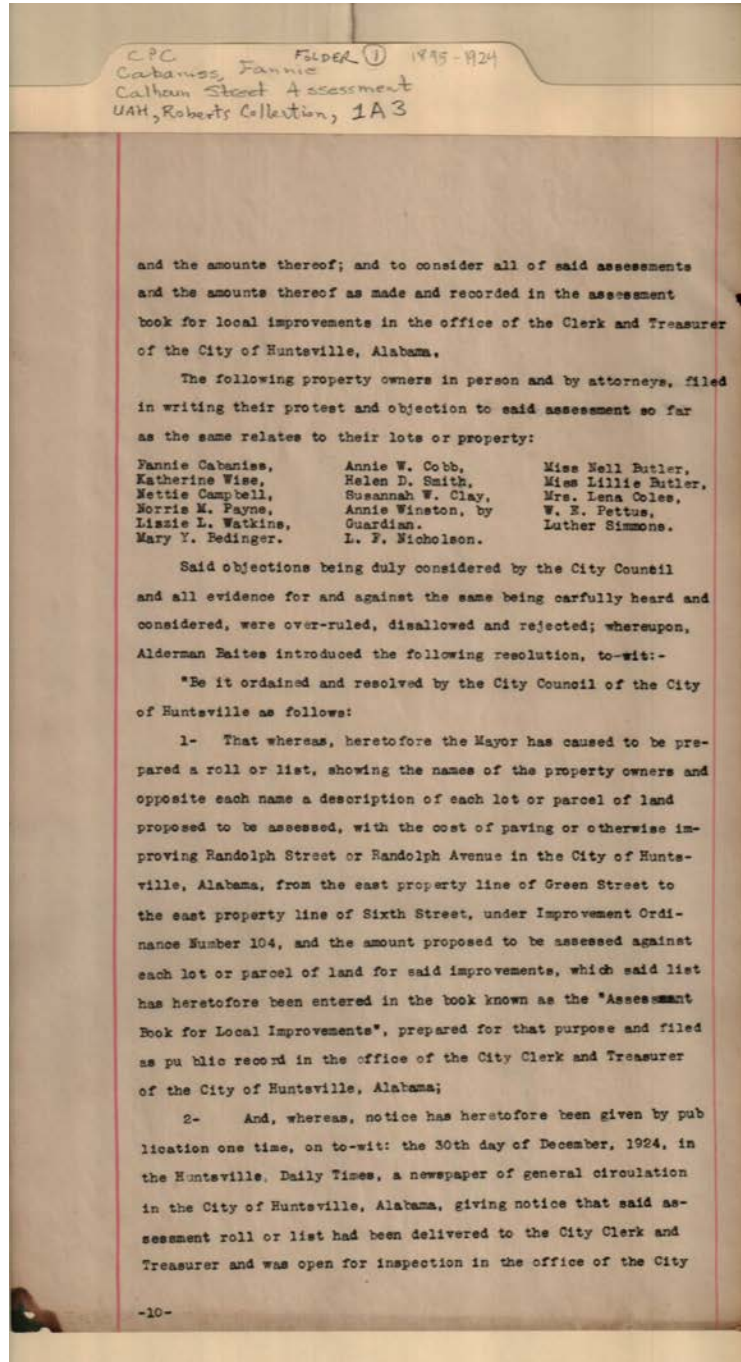 CPC FOLDER 1 1895-1924
Cabaniss, Fannie
Calhoun Street Assessment
UAH, Roberts Collection, 1A3
and the amounts thereof; and to consider all of said assessments
and the amounts thereof as made and recorded in the assessment
book for local improvements in the office of the Clerk and Treasurer
of the City of Huntsville, Alabama.
The following property owners in person and by attorneys, filed
in writing their protest and objection to said assessment so far
as the same relates to their lots or property:
Fannie Cabaniss, Annie W. Cobb, Miss Nell Butler,
Katherine Wise, Helen D. Smith, Miss Lillie Butler,
Nettie Campbell, Susannah W. Clay, Mrs. Lena Coles,
Norris M. Payne, Annie Winston, by W. E. Pettus,
Lizzie L. Watkins, Guardian. Luther Simmons.
Mary Y. Bedinger. L. F. Nicholson.
Said objections being duly considered by the City Council
and all evidence for and against the same being carfully heard and
considered, were over-ruled, disallowed and rejected; whereupon,
Alderman Baites introduced the following resolution, to-wit:-
"Be it ordained and resolved by the City Council of the City
of Huntsville as follows:
1- That whereas, heretofore the Mayor has caused to be pre-
pared a roll or list, showing the names of the property owners and
opposite each name a description of each lot or parcel of land
proposed to be assessed, with the cost of paving or otherwise im-
proving Randolph Street or Randolph Avenue in the City of Hunts-
ville, Alabama, from the east property line of Green Street to
the east property line of Sixth Street, under Improvement Ordi-
nance Number 104, and the amount proposed to be assessed against
each lot or parcel of land for said improvements, which said list
has heretofore been entered in the book known as the "Assessmant
Book for Local Improvements", prepared for that purpose and filed
as pu blic record in the office of the City Clerk and Treasurer
of the City of Huntsville, Alabama;
2- And, whereas, notice has heretofore been given by pub
lication one time, on to-wit: the 30th day of December, 1924, in
the Huntsville, Daily Times, a newspaper of general circulation
in the City of Huntsville, Alabama, giving notice that said as-
sessment roll or list had been delivered to the City Clerk and
Treasurer and was open for inspection in the office of the City
-10-